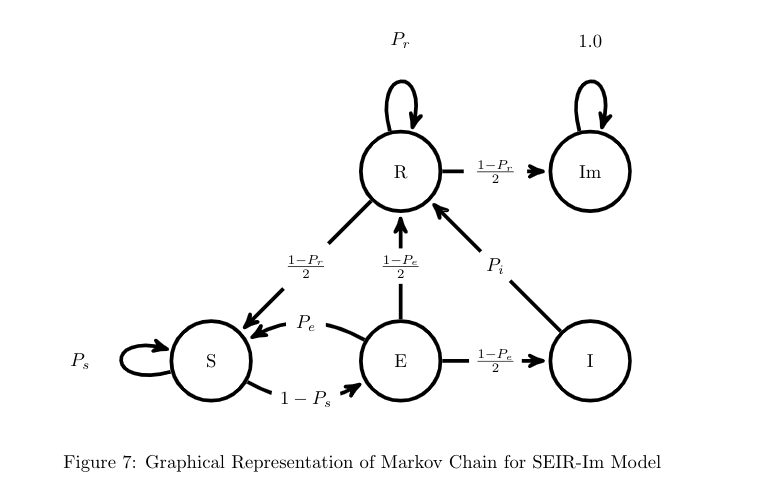 P_r 1.0
R \frac{1-P_r}{2} Im
\frac{1-P_r}{2} \frac{1-P_e}{2} P_i
P_e
P_s S E \frac{1-P_e}{2} I
1 - P_s
Figure 7: Graphical Representation of Markov Chain for SEIR-Im Model